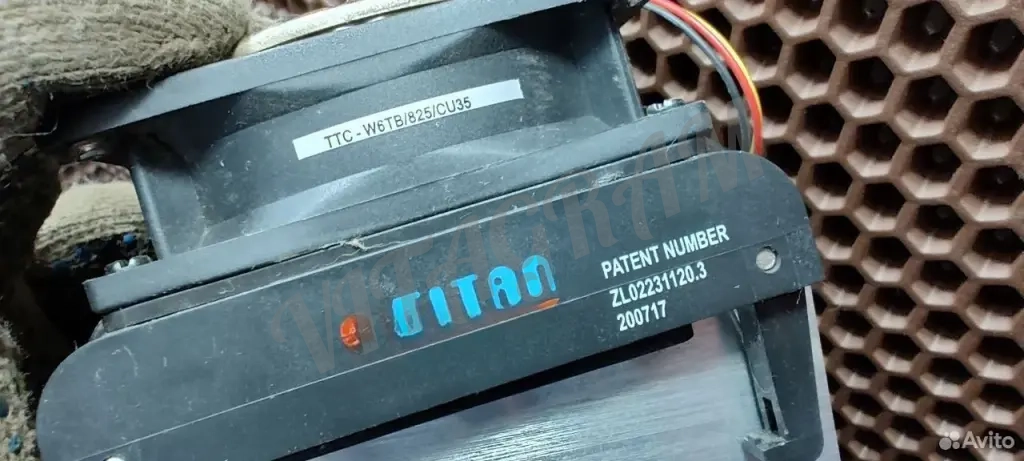 TTC - W6TB/825/CU35
TITAN
PATENT NUMBER
ZL02231120.3
200717
Avito